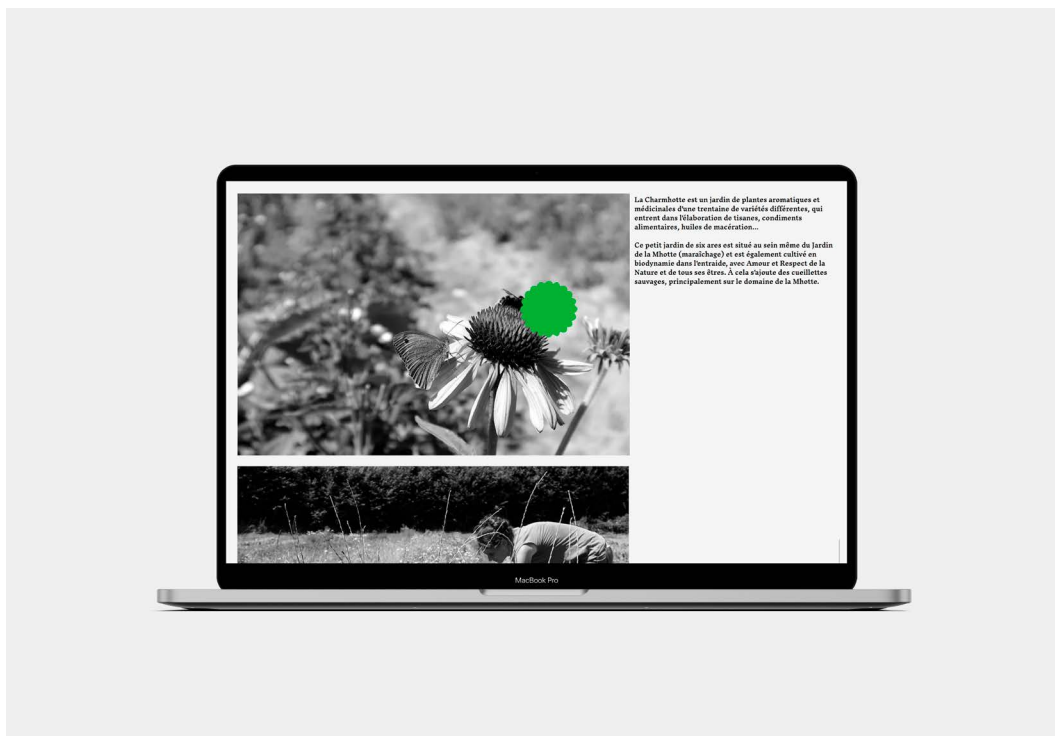 La Charmhotte est un jardin de plantes aromatiques et
médicinales d'une trentaine de variétés différentes, qui
entrent dans l'élaboration de tisanes, condiments
alimentaires, huiles de macération...
Ce petit jardin de six ares est situé au sein même du Jardin
de la Mhotte (maraîchage) et est également cultivé en
biodynamie dans l'entraide, avec Amour et Respect de la
Nature et de tous ses êtres. À cela s'ajoute des cueillettes
sauvages, principalement sur le domaine de la Mhotte.
MacBook Pro